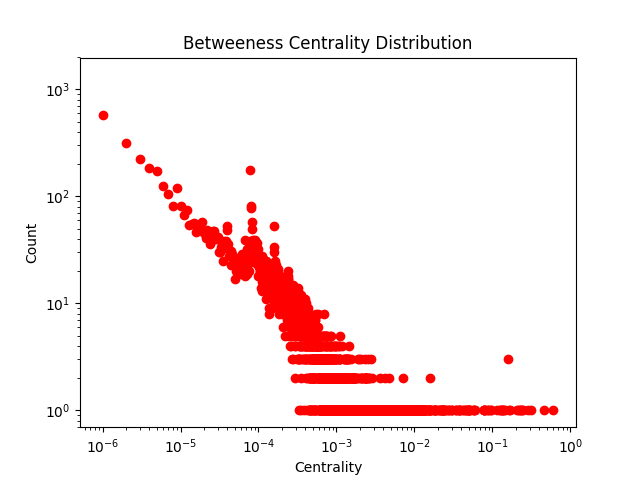 Betweeness Centrality Distribution
Count
10³
10²
10¹
10⁰
10⁻⁶ 10⁻⁵ 10⁻⁴ 10⁻³ 10⁻² 10⁻¹ 10⁰
Centrality